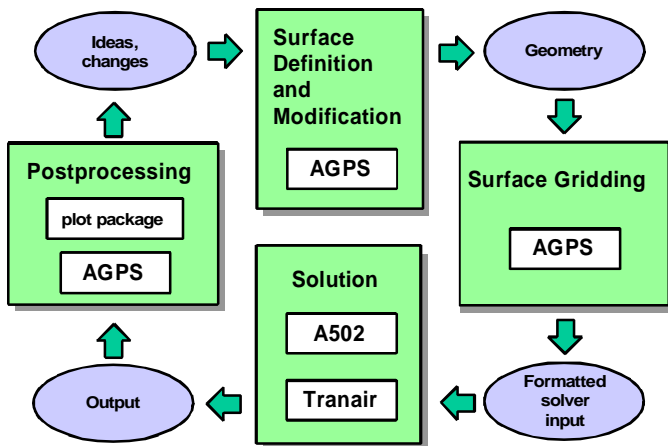 Ideas,
changes
Surface
Definition
and
Modification
AGPS
Geometry
Surface Gridding
AGPS
Formatted
solver
input
Solution
A502
Tranair
Output
Postprocessing
plot package
AGPS